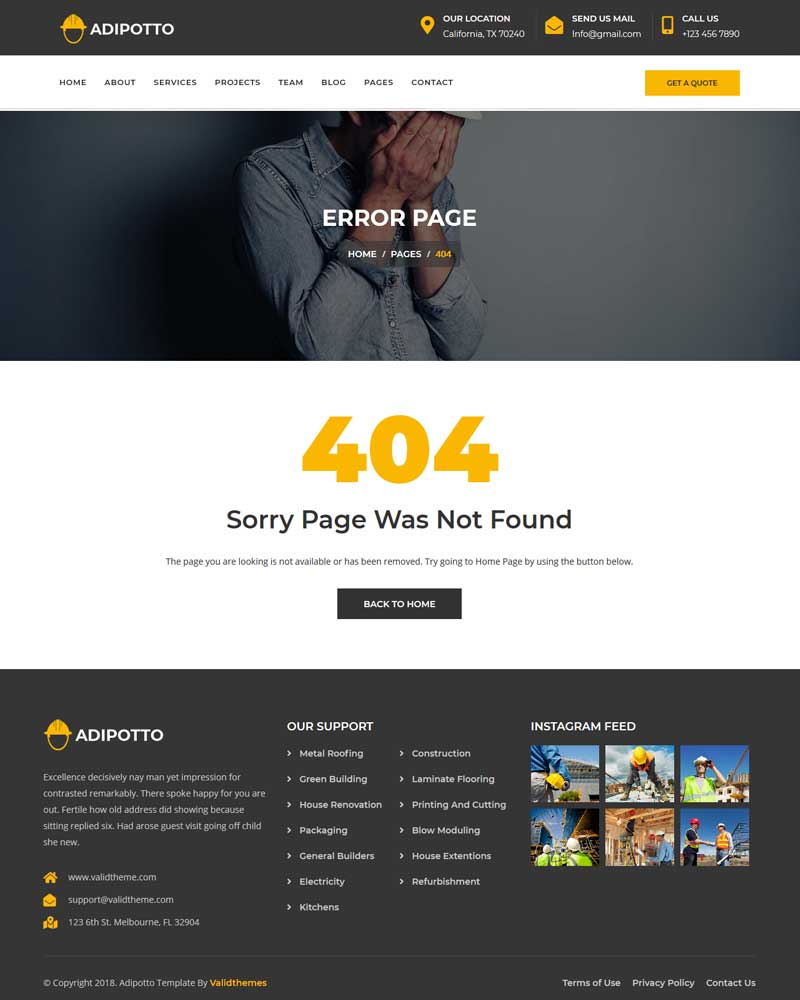 ADIPOTTO
OUR LOCATION
California, TX 70240
SEND US MAIL
Info@gmail.com
CALL US
+123 456 7890
HOME
ABOUT
SERVICES
PROJECTS
TEAM
BLOG
PAGES
CONTACT
GET A QUOTE
ERROR PAGE
HOME / PAGES / 404
404
Sorry Page Was Not Found
The page you are looking is not available or has been removed. Try going to Home Page by using the button below.
BACK TO HOME
ADIPOTTO
Excellence decisively nay man yet impression for
contrasted remarkably. There spoke happy for you are
out. Fertile how old address did showing because
sitting replied six. Had arose guest visit going off child
she new.
www.validtheme.com
support@validtheme.com
123 6th St. Melbourne, FL 32904
OUR SUPPORT
Metal Roofing
Green Building
House Renovation
Packaging
General Builders
Electricity
Kitchens
Construction
Laminate Flooring
Printing And Cutting
Blow Moduling
House Extentions
Refurbishment
INSTAGRAM FEED
© Copyright 2018. Adipotto Template By Validthemes
Terms of Use
Privacy Policy
Contact Us